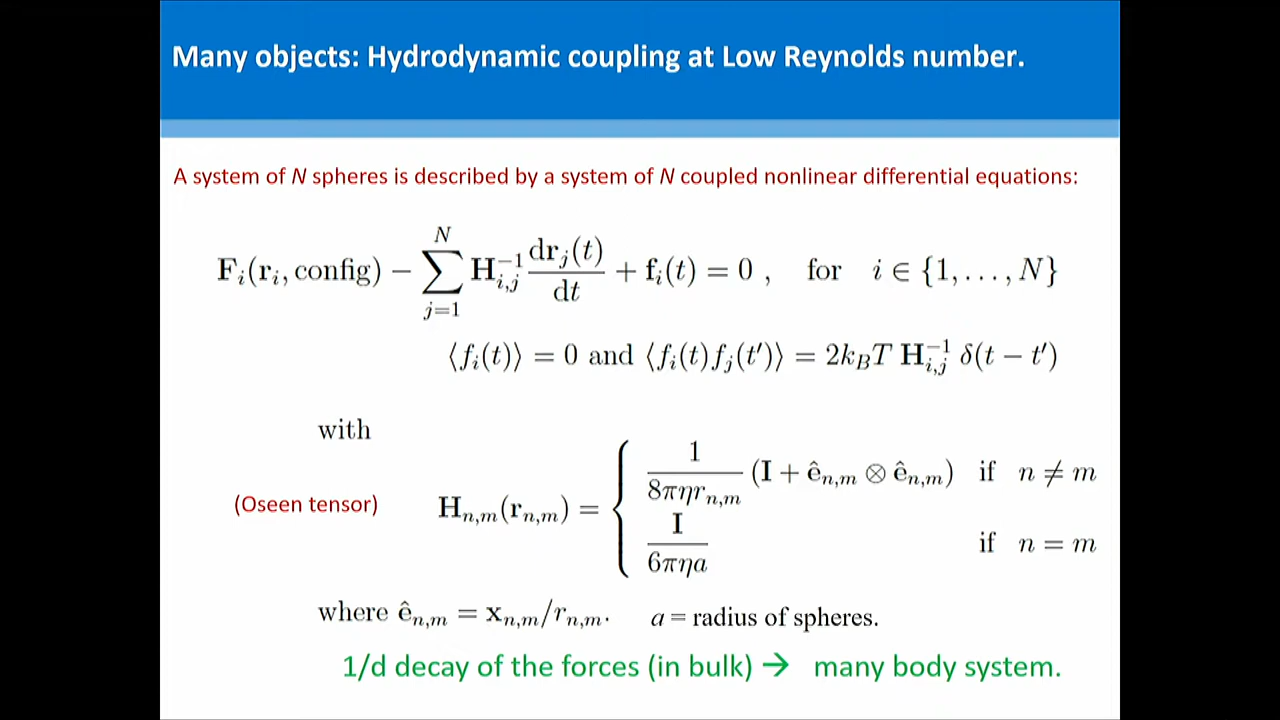 Many objects: Hydrodynamic coupling at Low Reynolds number.
A system of N spheres is described by a system of N coupled nonlinear differential equations:
F_i(r_i, config) − ∑_{j=1}^{N} H_{i,j}^{−1} dr_j(t)/dt + f_i(t) = 0 , for i ∈ {1, . . . , N}
⟨f_i(t)⟩ = 0 and ⟨f_i(t)f_j(t′)⟩ = 2k_BT H_{i,j}^{−1} δ(t − t′)
with
(Oseen tensor) H_{n,m}(r_{n,m}) = { 1/(8πηr_{n,m}) (I + ê_{n,m} ⊗ ê_{n,m}) if n ≠ m
I/(6πηa) if n = m
where ê_{n,m} = x_{n,m}/r_{n,m}. a = radius of spheres.
1/d decay of the forces (in bulk) → many body system.